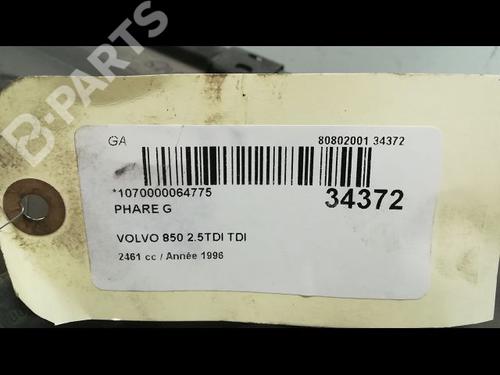 B-PARTS
GA 80802001 34372
*1070000064775
34372
PHARE G
VOLVO 850 2.5TDI TDI
2461 cc / Année 1996